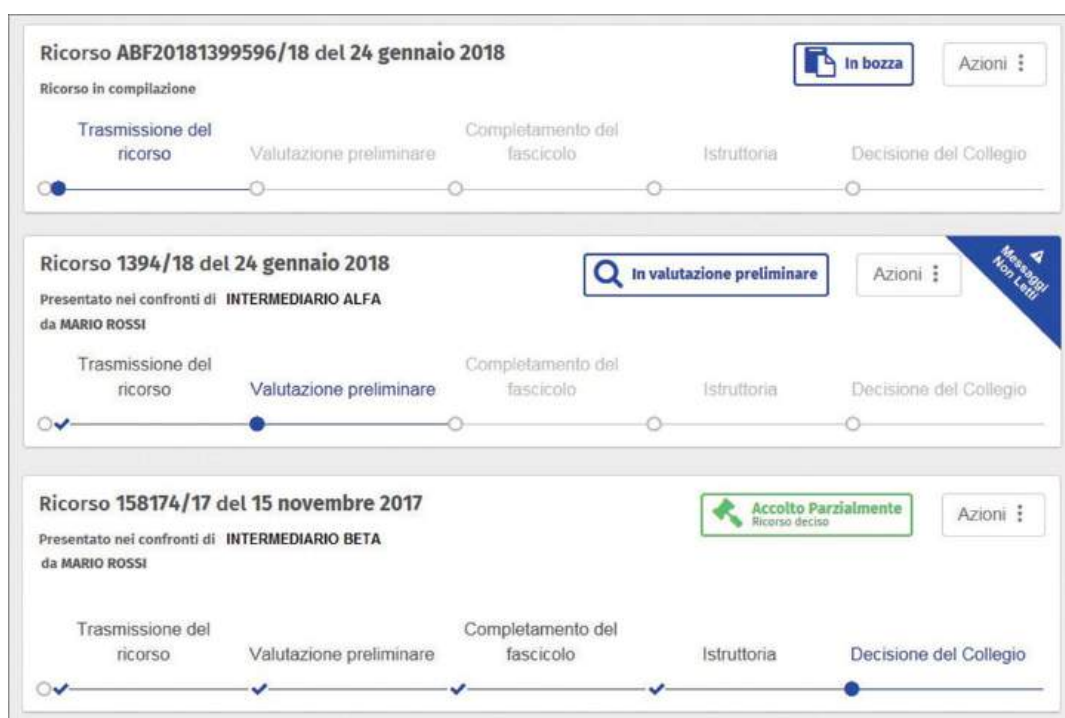 Ricorso ABF20181399596/18 del 24 gennaio 2018
In bozza
Azioni
Ricorso in compilazione
Trasmissione del
ricorso
Valutazione preliminare
Completamento del
fascicolo
Istruttoria
Decisione del Collegio
Ricorso 1394/18 del 24 gennaio 2018
In valutazione preliminare
Azioni
Messaggi
Non Letti
Presentato nei confronti di INTERMEDIARIO ALFA
da MARIO ROSSI
Trasmissione del
ricorso
Valutazione preliminare
Completamento del
fascicolo
Istruttoria
Decisione del Collegio
Ricorso 158174/17 del 15 novembre 2017
Accolto Parzialmente
Ricorso deciso
Azioni
Presentato nei confronti di INTERMEDIARIO BETA
da MARIO ROSSI
Trasmissione del
ricorso
Valutazione preliminare
Completamento del
fascicolo
Istruttoria
Decisione del Collegio